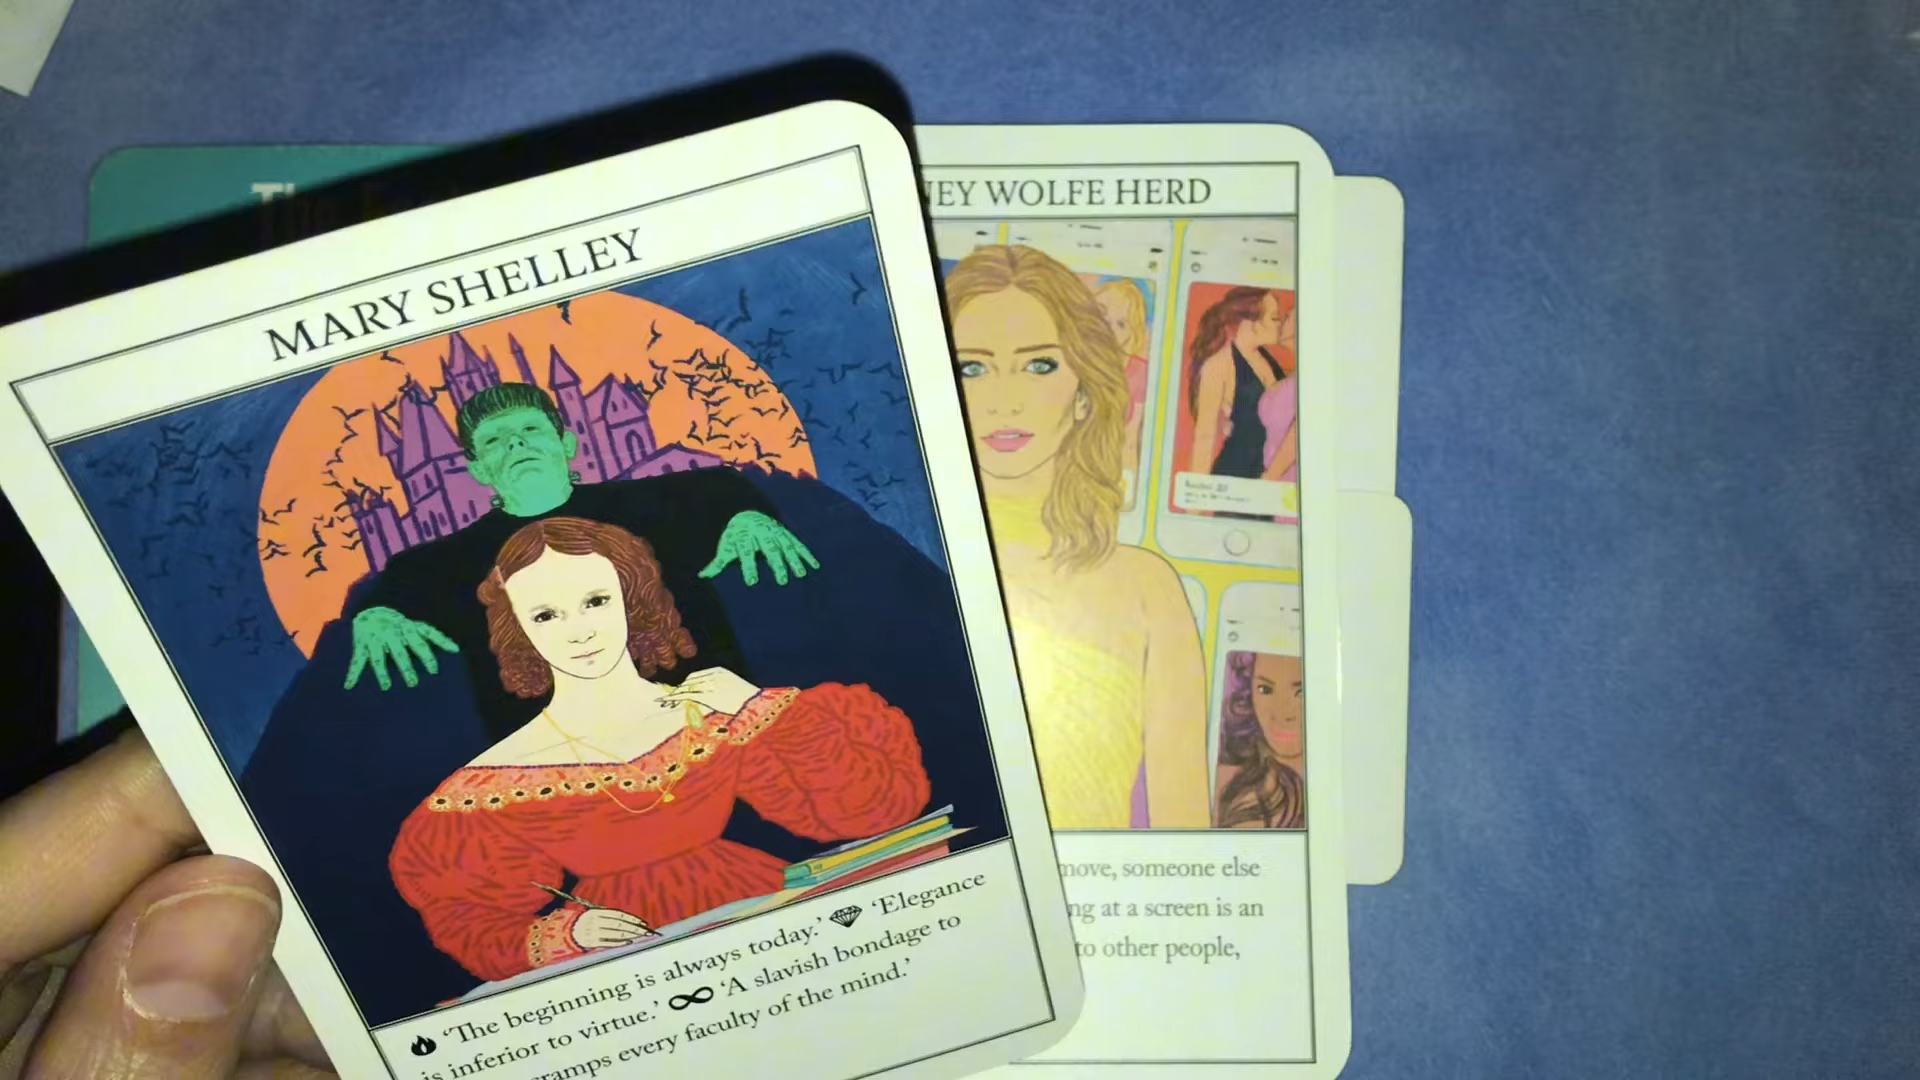 MARY SHELLEY
'The beginning is always today.' 'Elegance
is inferior to virtue.' 'A slavish bondage to
cramps every faculty of the mind.'
NEY WOLFE HERD
move, someone else
ng at a screen is an
to other people,